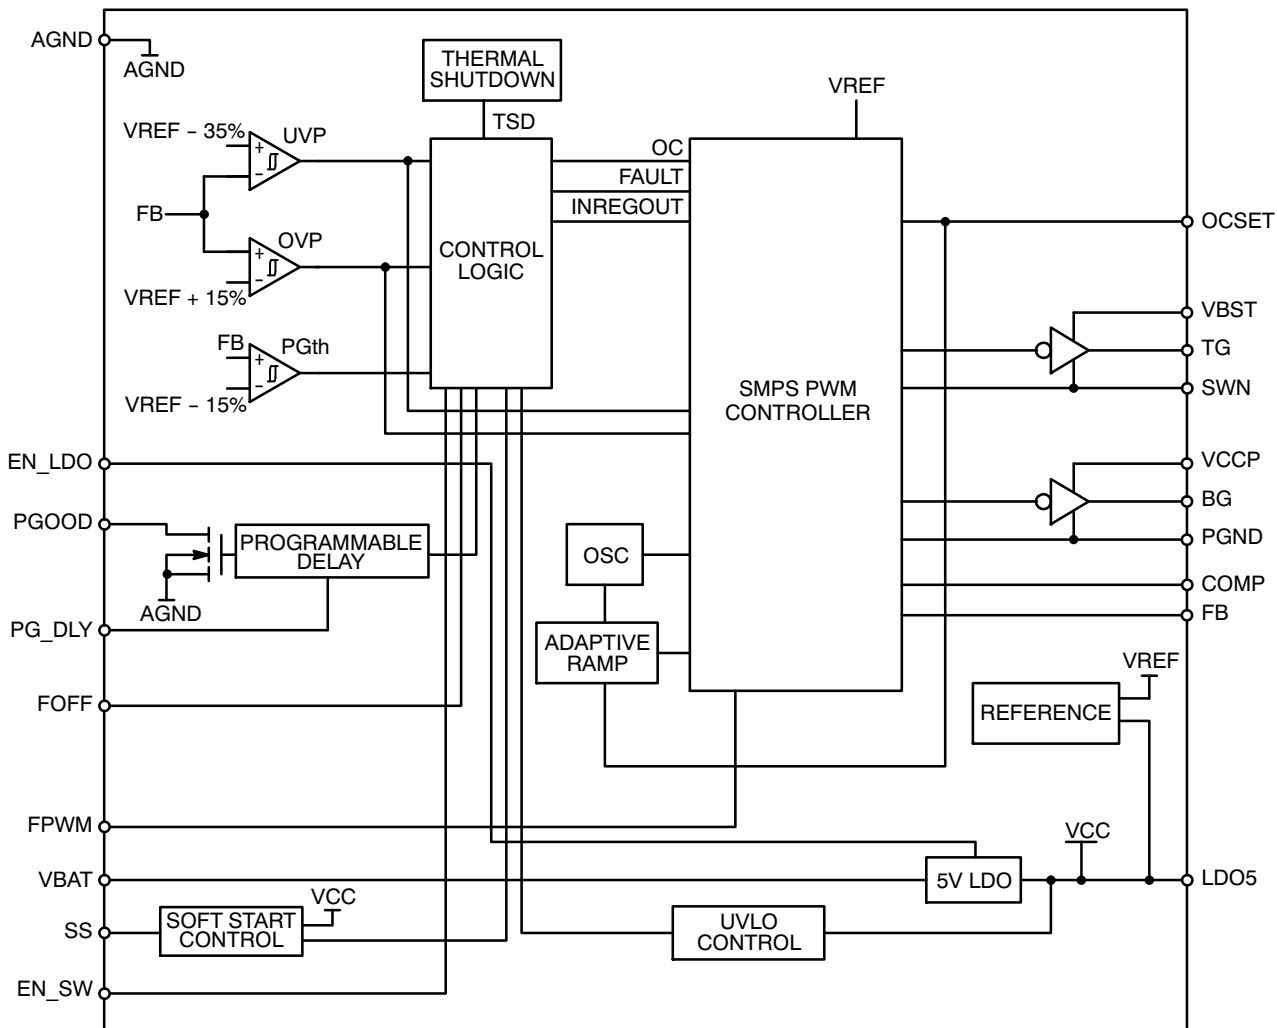 AGND
AGND
THERMAL
SHUTDOWN
TSD
VREF
VREF – 35%
+
–
UVP
FB
OVP
+
–
VREF + 15%
FB
PGth
+
–
VREF – 15%
CONTROL
LOGIC
OC
FAULT
INREGOUT
SMPS PWM
CONTROLLER
OCSET
VBST
TG
SWN
VCCP
BG
PGND
COMP
FB
EN_LDO
PGOOD
PROGRAMMABLE
DELAY
AGND
PG_DLY
OSC
ADAPTIVE
RAMP
VREF
REFERENCE
FOFF
FPWM
VCC
VBAT
5V LDO
LDO5
VCC
SS
SOFT START
CONTROL
UVLO
CONTROL
EN_SW